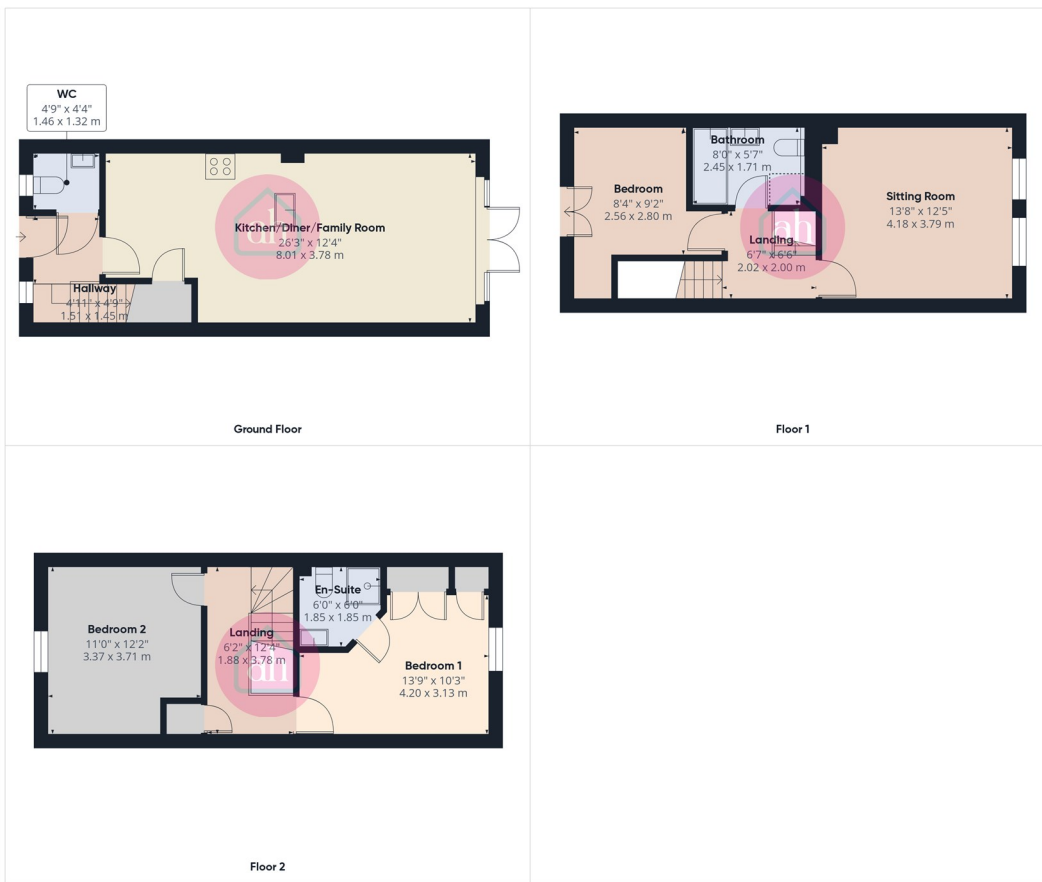 WC
4'9" x 4'4"
1.46 x 1.32 m
Kitchen/Diner/Family Room
26'3" x 12'4"
8.01 x 3.78 m
Hallway
4'11" x 4'9"
1.51 x 1.45 m
ah
Ground Floor
Bathroom
8'0" x 5'7"
2.45 x 1.71 m
Bedroom
8'4" x 9'2"
2.56 x 2.80 m
Sitting Room
13'8" x 12'5"
4.18 x 3.79 m
Landing
6'7" x 6'6"
2.02 x 2.00 m
ah
Floor 1
En-Suite
6'0" x 6'0"
1.85 x 1.85 m
Bedroom 2
11'0" x 12'2"
3.37 x 3.71 m
Landing
6'2" x 12'4"
1.88 x 3.78 m
ah
Bedroom 1
13'9" x 10'3"
4.20 x 3.13 m
Floor 2